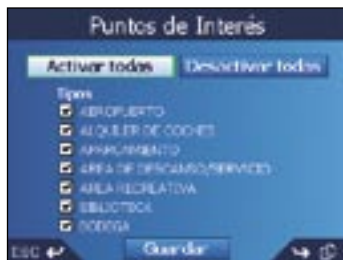 Puntos de Interés
Activar todas Desactivar todas
Tipos
AEROPUERTO
ALQUILER DE COCHES
APARCAMIENTO
AREA DE DESCANSO/SERVICIO
AREA RECREATIVA
BIBLIOTECA
BODEGA
ESC Guardar